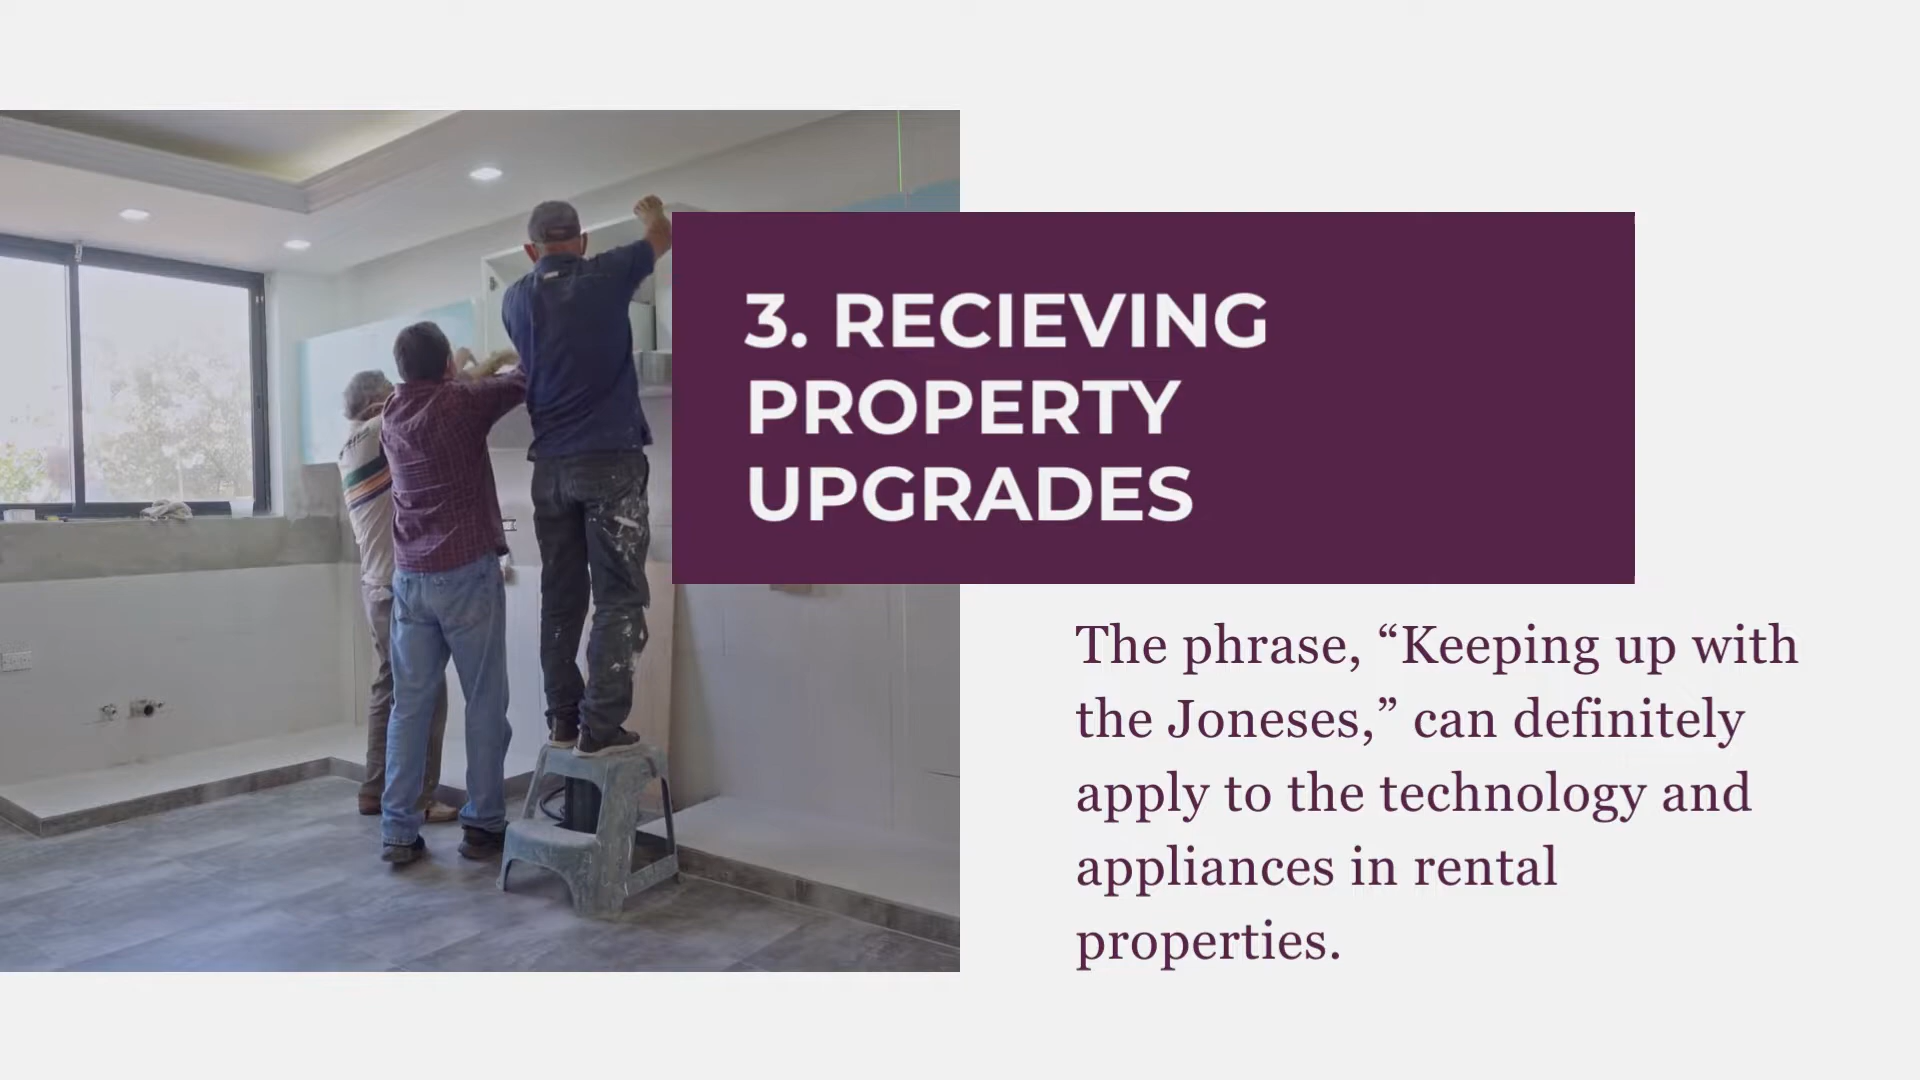 3. RECIEVING
PROPERTY
UPGRADES
The phrase, “Keeping up with
the Joneses,” can definitely
apply to the technology and
appliances in rental
properties.